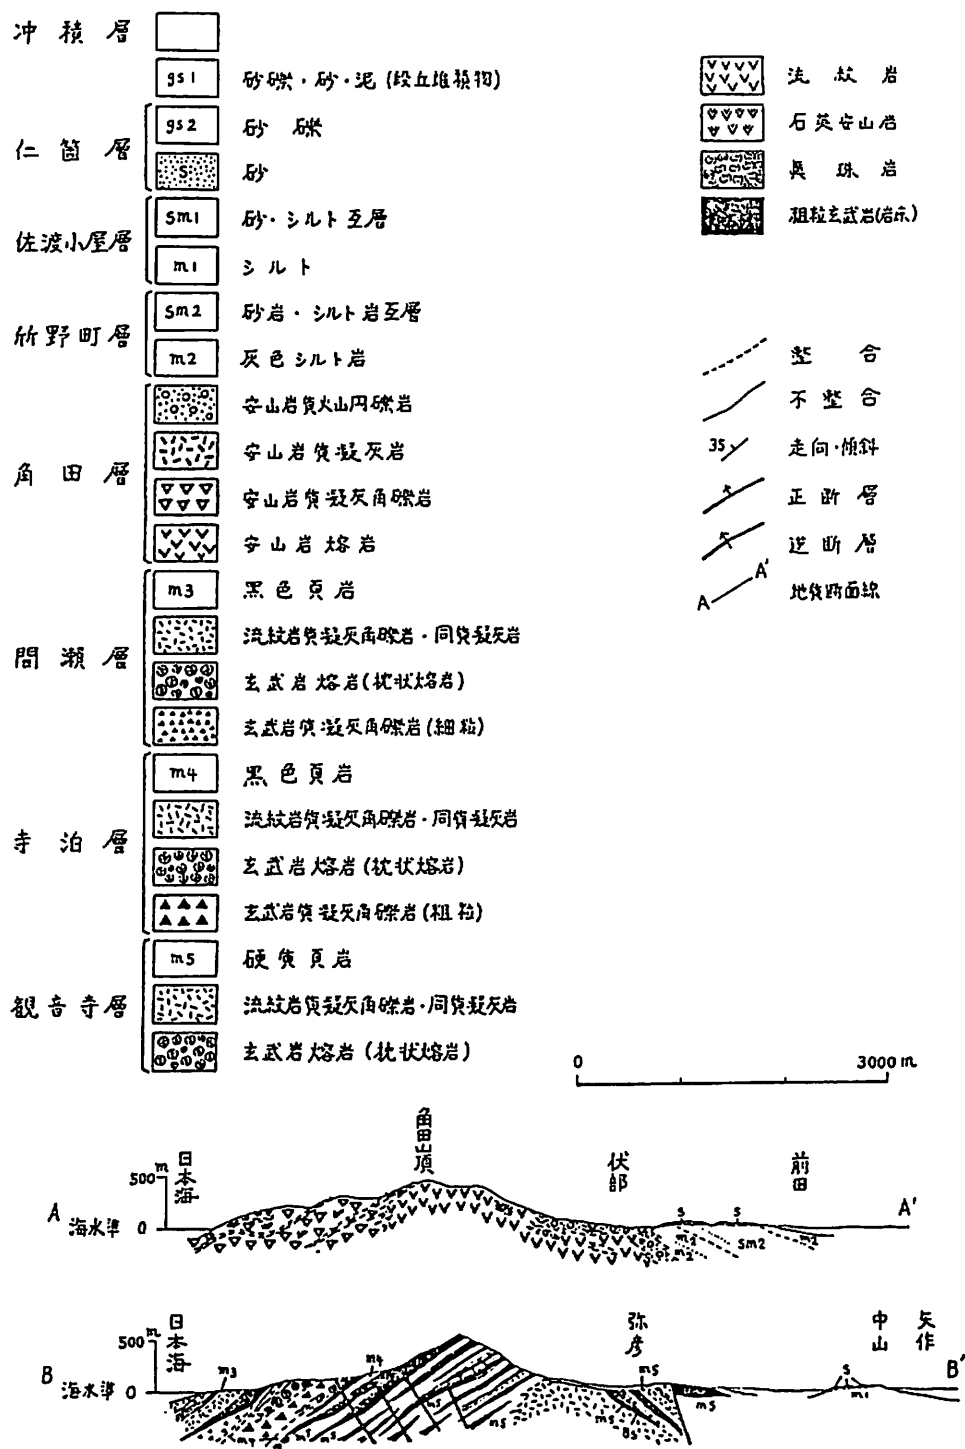 冲積層
gs1 砂礫・砂・泥(段丘堆積物)
仁箇層
gs2 砂礫
S 砂
佐渡小屋層
sm1 砂・シルト互層
m1 シルト
竹野町層
sm2 砂岩・シルト岩互層
m2 灰色シルト岩
角田層
安山岩質火山円礫岩
安山岩質凝灰岩
安山岩質凝灰角礫岩
安山岩熔岩
間瀬層
m3 黒色頁岩
流紋岩質凝灰角礫岩・同質凝灰岩
玄武岩熔岩(枕状熔岩)
玄武岩質凝灰角礫岩(細粒)
寺泊層
m4 黒色頁岩
流紋岩質凝灰角礫岩・同質凝灰岩
玄武岩熔岩(枕状熔岩)
玄武岩質凝灰角礫岩(粗粒)
観音寺層
m5 硬質頁岩
流紋岩質凝灰角礫岩・同質凝灰岩
玄武岩熔岩(枕状熔岩)
流紋岩
石英安山岩
眞珠岩
粗粒玄武岩(岩床)
整合
不整合
35 走向・傾斜
正断層
逆断層
A A' 地質断面線
0 3000m
角田山頂
日本海
伏部
前田
m
500
0
A 海水準
A'
S S
m2 m2 sm2 m2
日本海
弥彦
中山
矢作
m
500
0
B 海水準
B'
m3 m4 m5 S
m5 m5 m5 m5 m5 m1